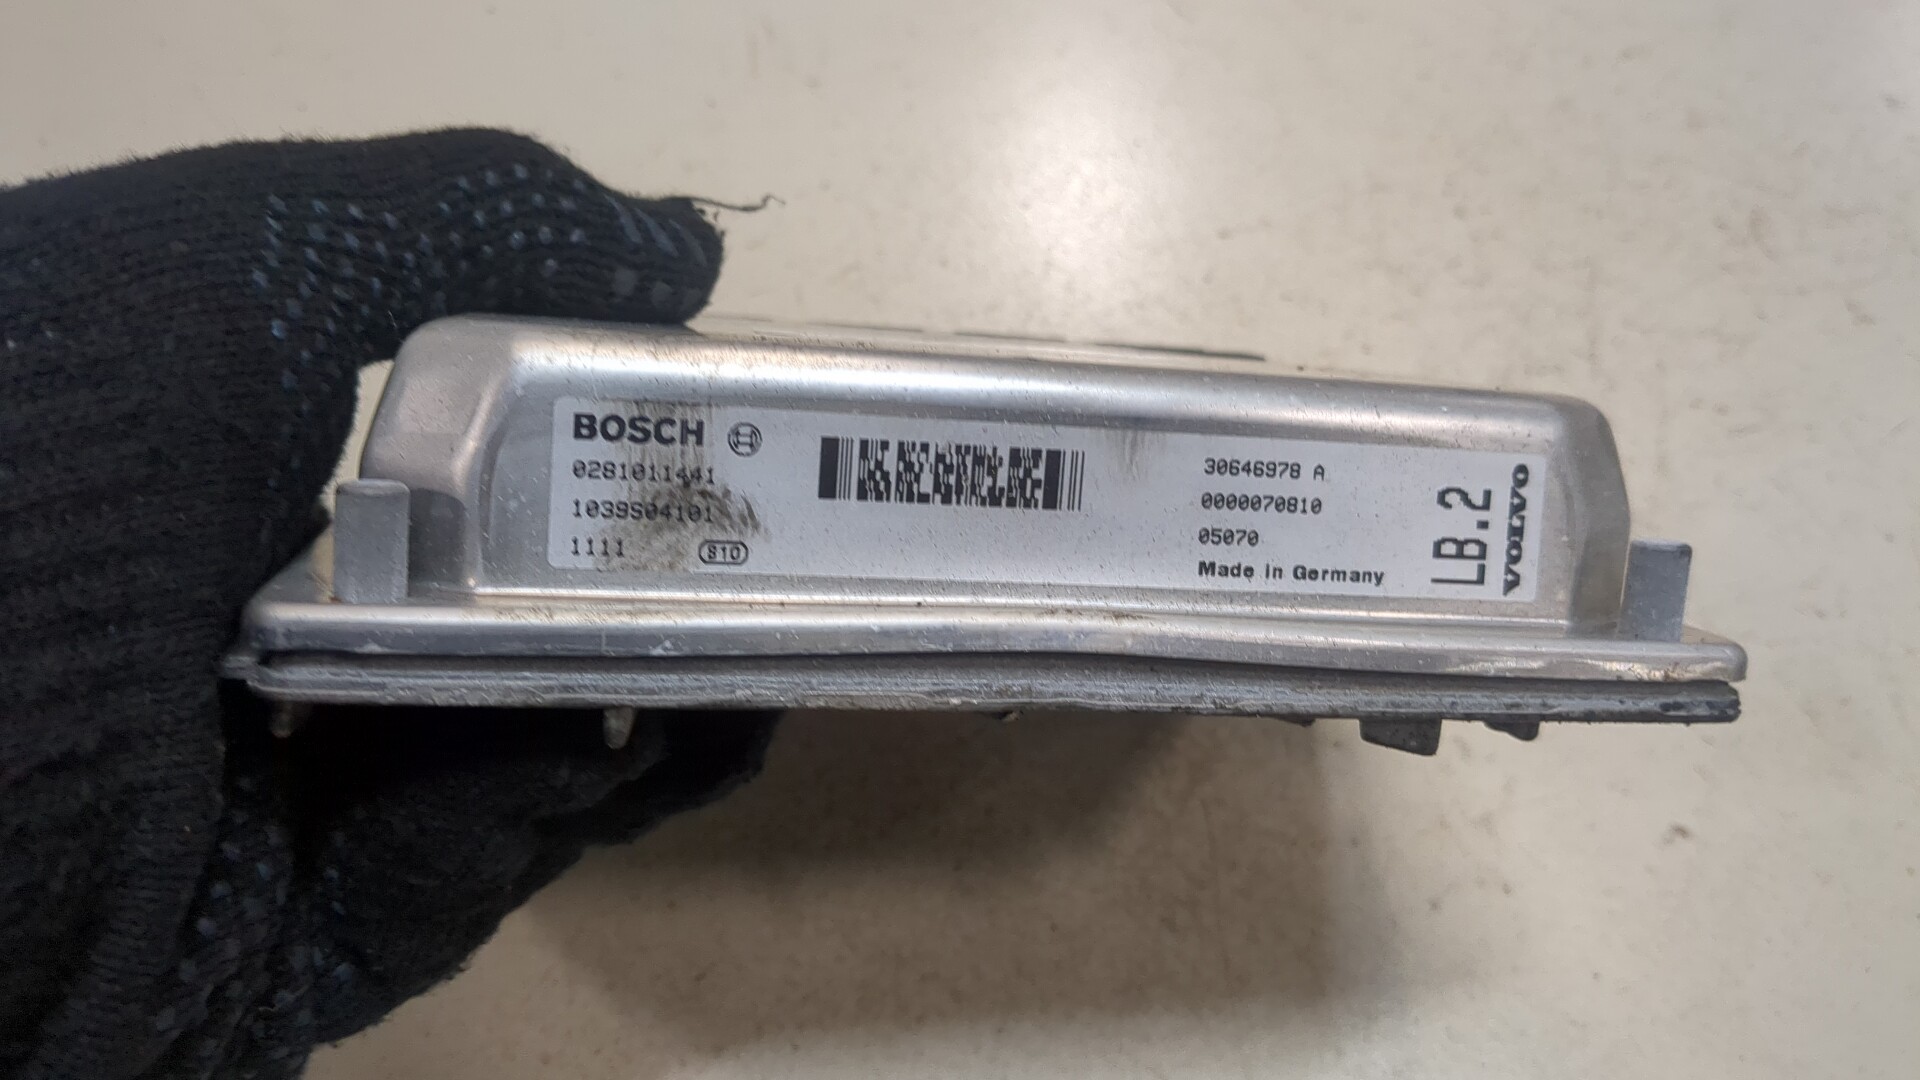 BOSCH
0281011441
1039S04101
1111 S10
30646978 A
0000070810
05070
Made in Germany
LB.2
VOLVO